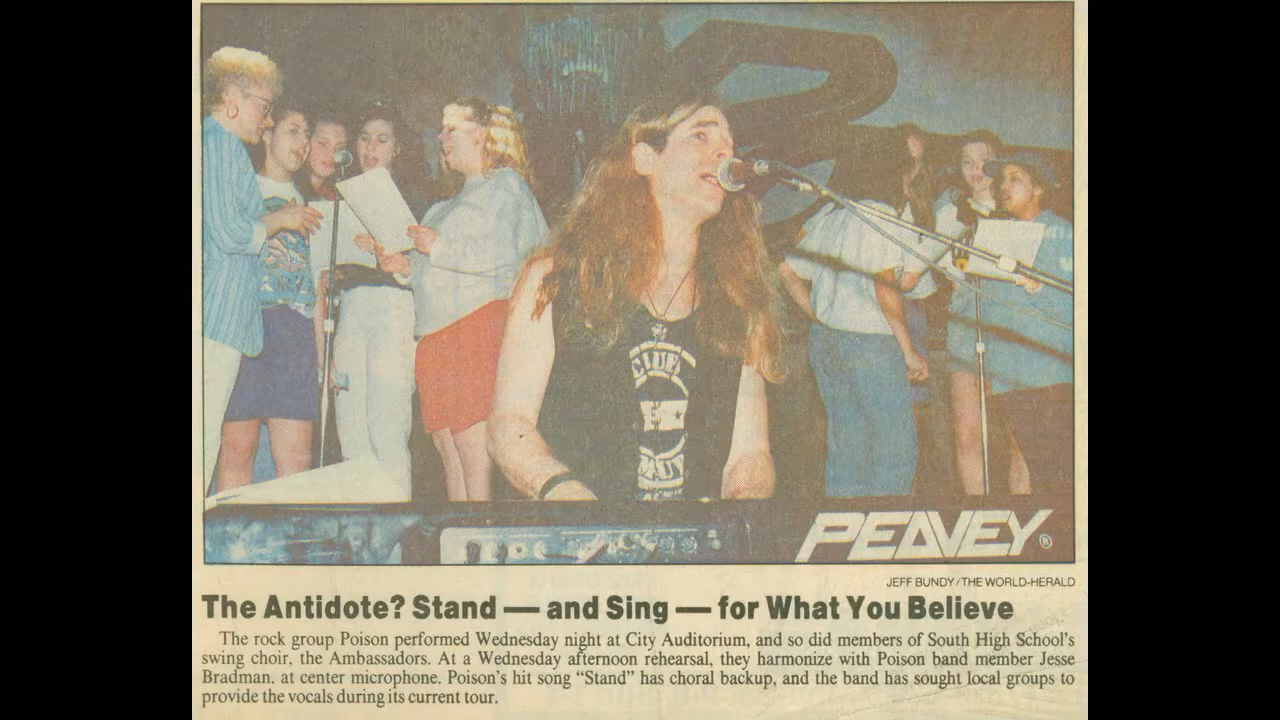 CLUB
MUY
PEAVEY®
JEFF BUNDY/THE WORLD-HERALD
The Antidote? Stand — and Sing — for What You Believe
The rock group Poison performed Wednesday night at City Auditorium, and so did members of South High School's
swing choir, the Ambassadors. At a Wednesday afternoon rehearsal, they harmonize with Poison band member Jesse
Bradman, at center microphone. Poison's hit song “Stand” has choral backup, and the band has sought local groups to
provide the vocals during its current tour.